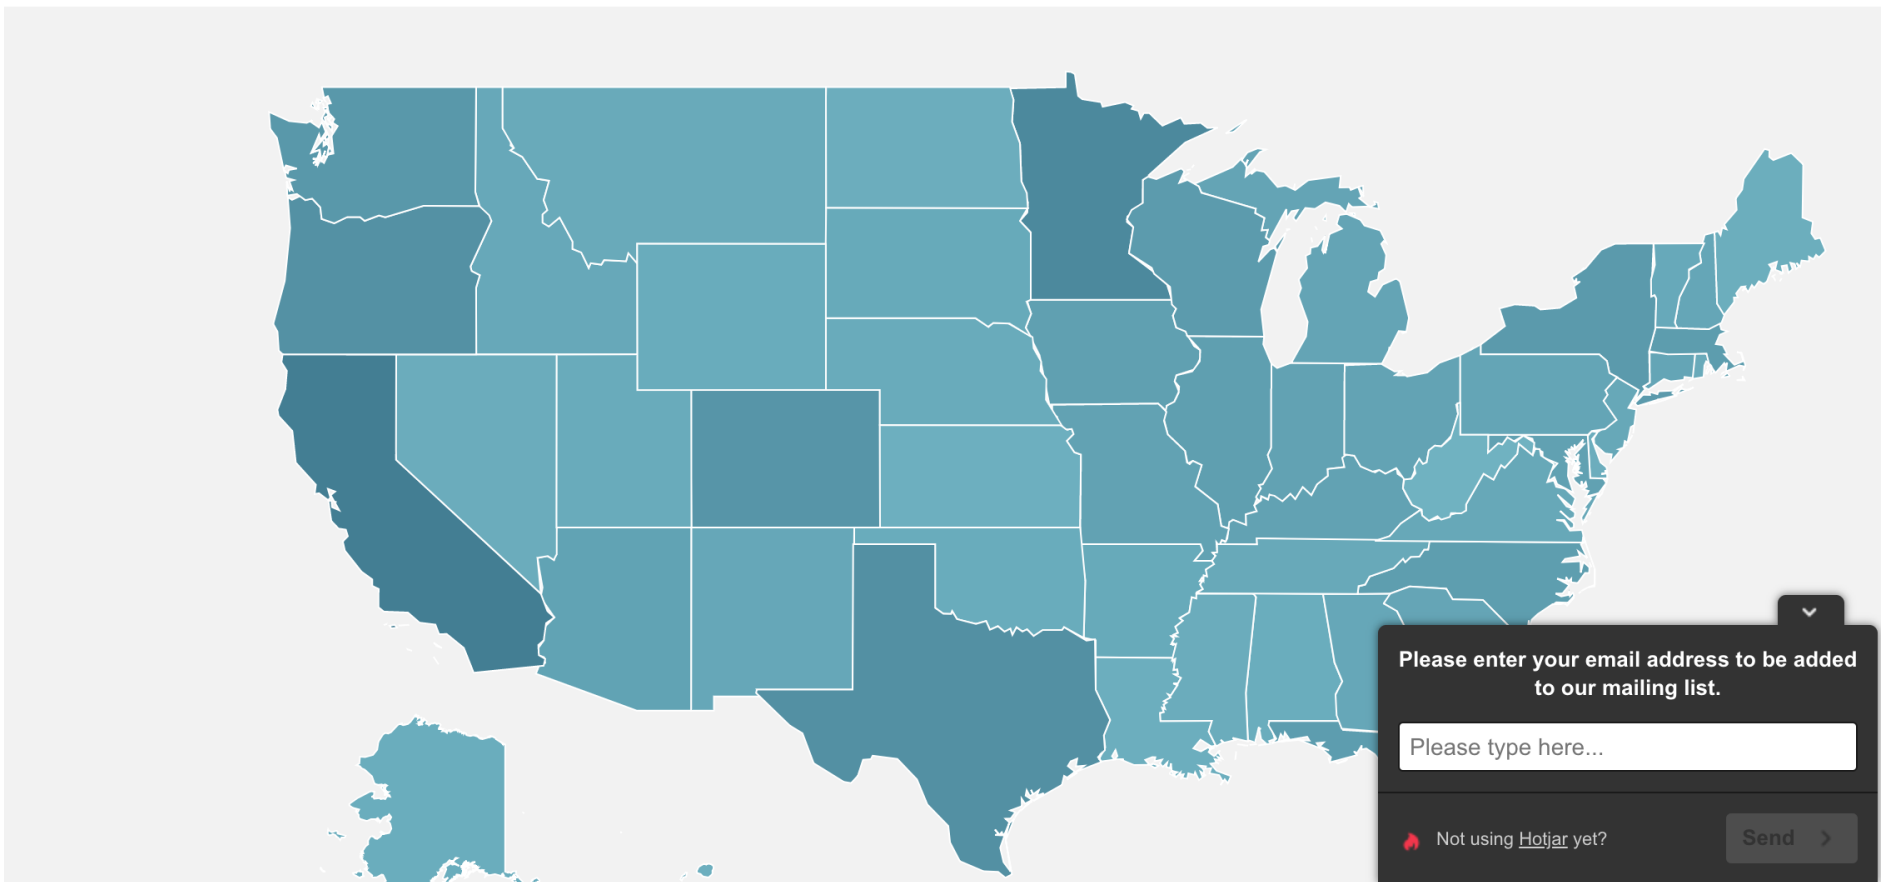 Please enter your email address to be added
to our mailing list.
Please type here...
Not using Hotjar yet?
Send